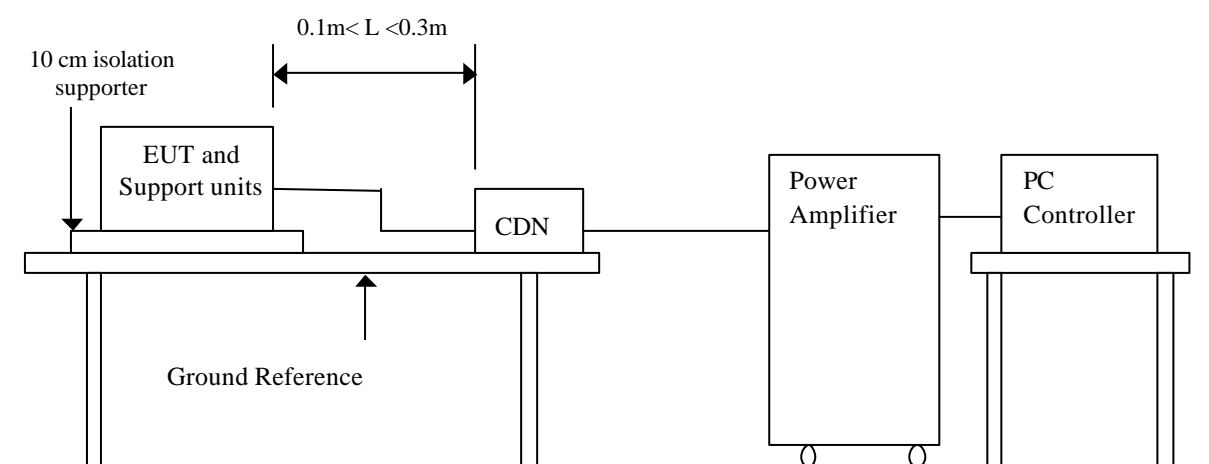 0.1m< L <0.3m
10 cm isolation
supporter
EUT and
Support units
CDN
Power
Amplifier
PC
Controller
Ground Reference